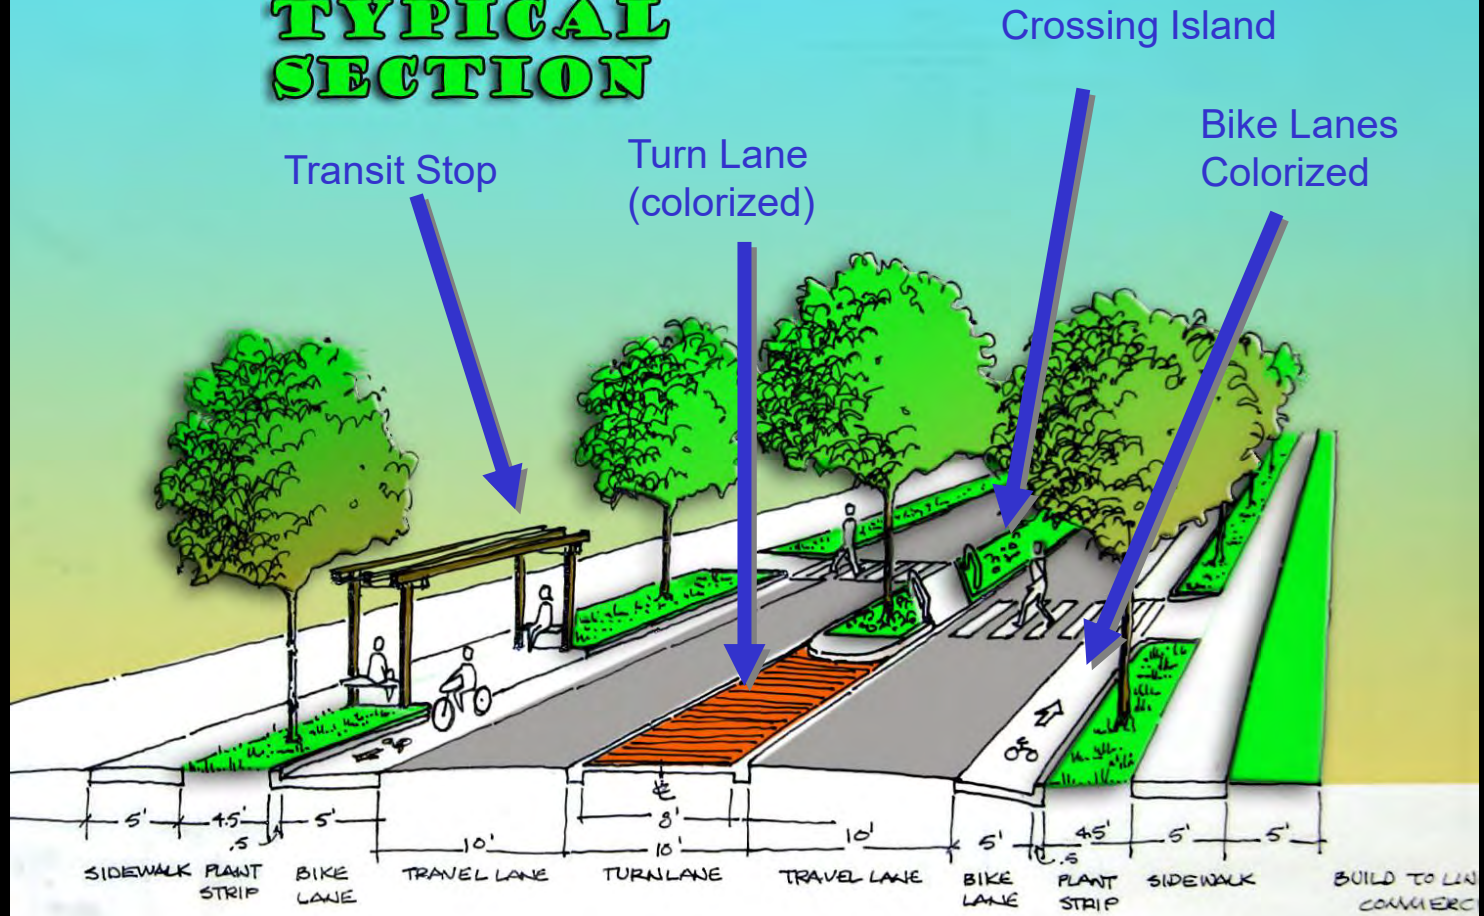 TYPICAL
SECTION
Crossing Island
Bike Lanes
Colorized
Transit Stop
Turn Lane
(colorized)
5' 4.5' .5 5' 10' 8' 10' 10' 5' .5 4.5' 5' 5'
SIDEWALK PLANT STRIP BIKE LANE TRAVEL LANE TURNLANE TRAVEL LANE BIKE LANE PLANT STRIP SIDEWALK BUILD TO LIN
COMMERC